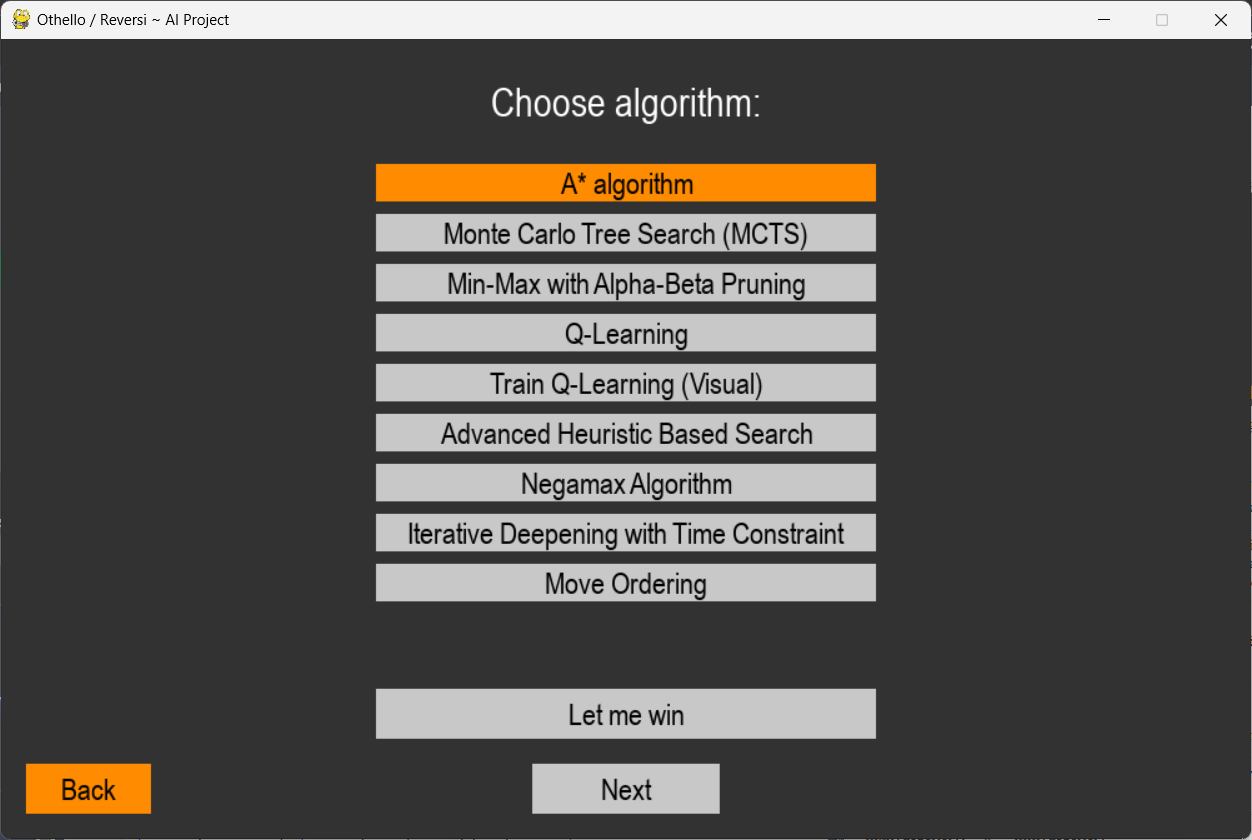 Othello / Reversi ~ AI Project
Choose algorithm:
A* algorithm
Monte Carlo Tree Search (MCTS)
Min-Max with Alpha-Beta Pruning
Q-Learning
Train Q-Learning (Visual)
Advanced Heuristic Based Search
Negamax Algorithm
Iterative Deepening with Time Constraint
Move Ordering
Let me win
Back
Next